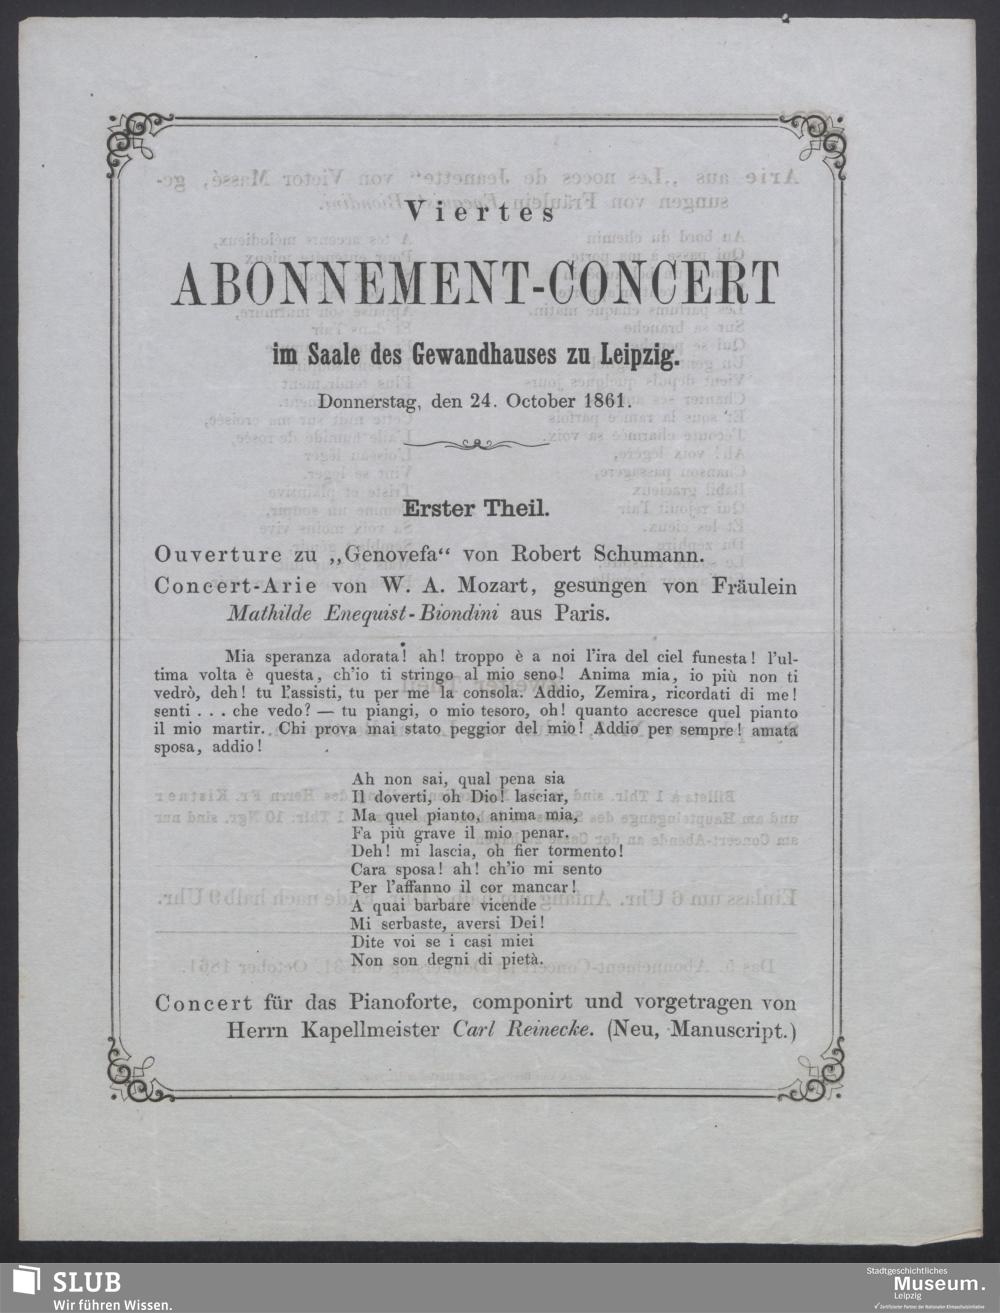 Viertes
ABONNEMENT-CONCERT
im Saale des Gewandhauses zu Leipzig.
Donnerstag, den 24. October 1861.
Erster Theil.
Ouverture zu „Genovefa“ von Robert Schumann.
Concert-Arie von W. A. Mozart, gesungen von Fräulein
Mathilde Enequist-Biondini aus Paris.
Mia speranza adorata! ah! troppo è a noi l'ira del ciel funesta! l'ul-
tima volta è questa, ch'io ti stringo al mio seno! Anima mia, io più non ti
vedrò, deh! tu l'assisti, tu per me la consola. Addio, Zemira, ricordati di me!
senti . . . che vedo? — tu piangi, o mio tesoro, oh! quanto accresce quel pianto
il mio martir. Chi prova mai stato peggior del mio! Addio per sempre! amata
sposa, addio!
Ah non sai, qual pena sia
Il doverti, oh Dio! lasciar,
Ma quel pianto, anima mia,
Fa più grave il mio penar.
Deh! mi lascia, oh fier tormento!
Cara sposa! ah! ch'io mi sento
Per l'affanno il cor mancar!
A quai barbare vicende
Mi serbaste, aversi Dei!
Dite voi se i casi miei
Non son degni di pietà.
Concert für das Pianoforte, componirt und vorgetragen von
Herrn Kapellmeister Carl Reinecke. (Neu, Manuscript.)
SLUB
Wir führen Wissen.
Stadtgeschichtliches
Museum.
Leipzig
Zertifizierter Partner der Nationalen Klimaschutzinitiative